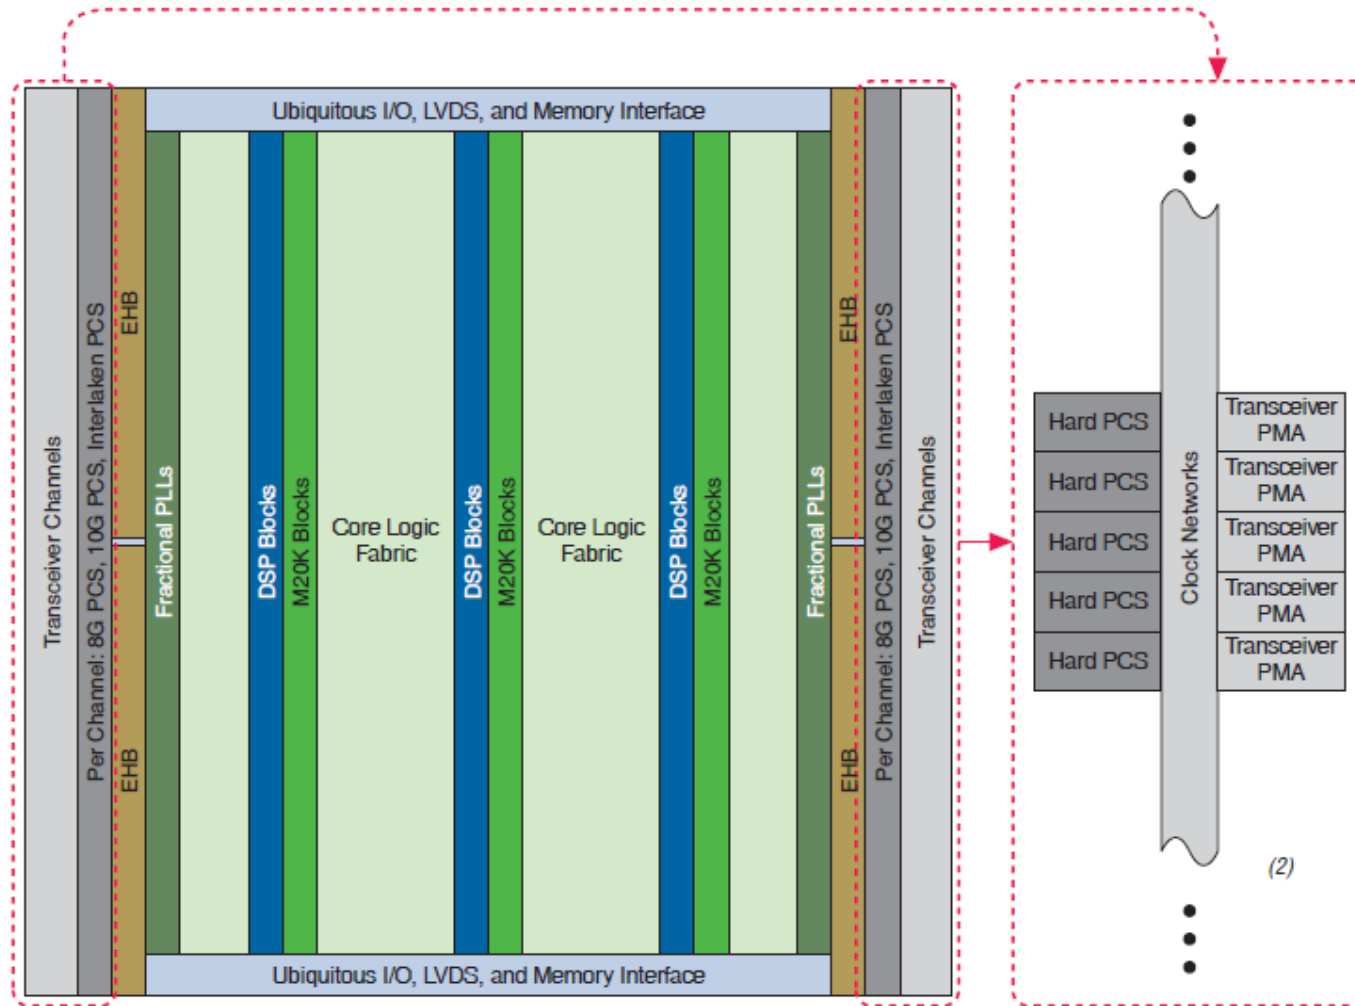 Ubiquitous I/O, LVDS, and Memory Interface
Transceiver Channels
Per Channel: 8G PCS, 10G PCS, Interlaken PCS
EHB
EHB
Fractional PLLs
DSP Blocks
M20K Blocks
Core Logic
Fabric
DSP Blocks
M20K Blocks
Core Logic
Fabric
DSP Blocks
M20K Blocks
Fractional PLLs
EHB
EHB
Per Channel: 8G PCS, 10G PCS, Interlaken PCS
Transceiver Channels
Ubiquitous I/O, LVDS, and Memory Interface
Hard PCS
Hard PCS
Hard PCS
Hard PCS
Hard PCS
Clock Networks
Transceiver
PMA
Transceiver
PMA
Transceiver
PMA
Transceiver
PMA
Transceiver
PMA
(2)